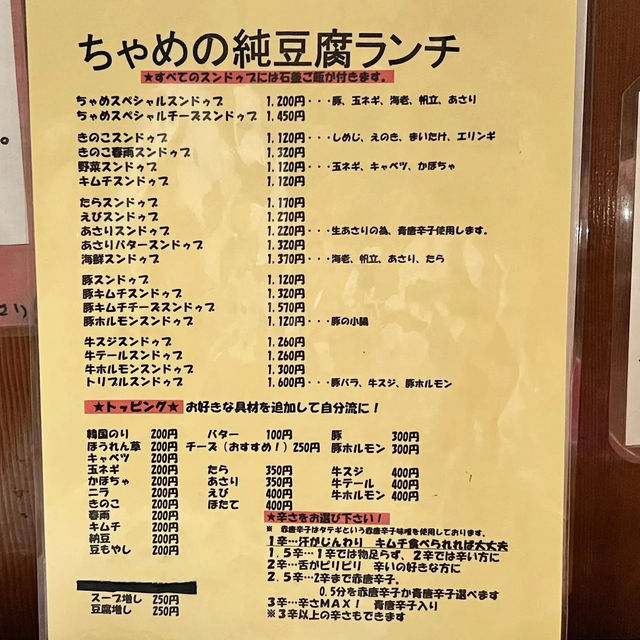 ちゃめの純豆腐ランチ
★すべてのスンドゥブには石釜ご飯が付きます。
ちゃめスペシャルスンドゥブ 1.200円・・・豚、玉ネギ、海老、帆立、あさり
ちゃめスペシャルチーズスンドゥブ 1.450円
きのこスンドゥブ 1.120円・・・しめじ、えのき、まいたけ、エリンギ
きのこ春雨スンドゥブ 1.320円
野菜スンドゥブ 1.120円・・・玉ネギ、キャベツ、かぼちゃ
キムチスンドゥブ 1.120円
たらスンドゥブ 1.170円
えびスンドゥブ 1.270円
あさりスンドゥブ 1.220円・・・生あさりの為、青唐辛子使用します。
あさりバタースンドゥブ 1.320円
海鮮スンドゥブ 1.370円・・・海老、帆立、あさり、たら
豚スンドゥブ 1.120円
豚キムチスンドゥブ 1.320円
豚キムチチーズスンドゥブ 1.570円
豚ホルモンスンドゥブ 1.120円・・・豚の小腸
牛スジスンドゥブ 1.260円
牛テールスンドゥブ 1.260円
牛ホルモンスンドゥブ 1.300円
トリプルスンドゥブ 1.600円・・・豚バラ、牛スジ、豚ホルモン
★トッピング★ お好きな具材を追加して自分流に！
韓国のり 200円 バター 100円 豚 300円
ほうれん草 200円 チーズ（おすすめ！）250円 豚ホルモン 300円
キャベツ 200円
玉ネギ 200円 たら 350円 牛スジ 400円
かぼちゃ 200円 あさり 350円 牛テール 400円
ニラ 200円 えび 400円 牛ホルモン 400円
きのこ 200円 ほたて 400円
春雨 200円
キムチ 200円
納豆 200円
豆もやし 200円
スープ増し 250円
豆腐増し 250円
★辛さをお選び下さい！
※ 赤唐辛子はタテギという赤唐辛子味噌を使用しております。
1辛…汗がじんわり キムチ食べられれば大丈夫
1.5辛…1辛では物足らず、2辛では辛い方に
2辛…舌がピリピリ 辛いの好きな方に
2.5辛…2辛まで赤唐辛子。
0.5分を赤唐辛子か青唐辛子選べます
3辛…辛さMAX！ 青唐辛子入り
※3辛以上の辛さもできます